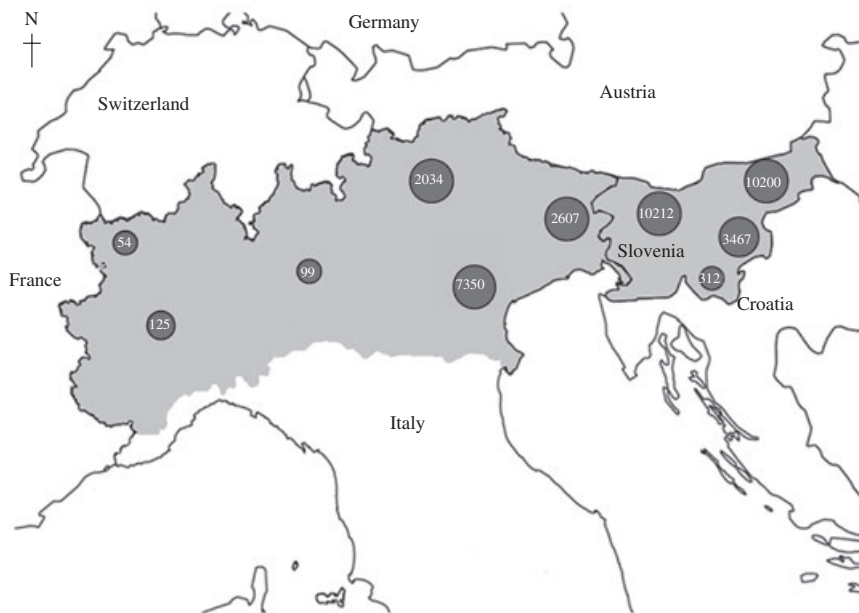 N
Germany
Switzerland
Austria
2034
10200
2607
10212
54
3467
Slovenia
France
99
312
7350
Croatia
125
Italy